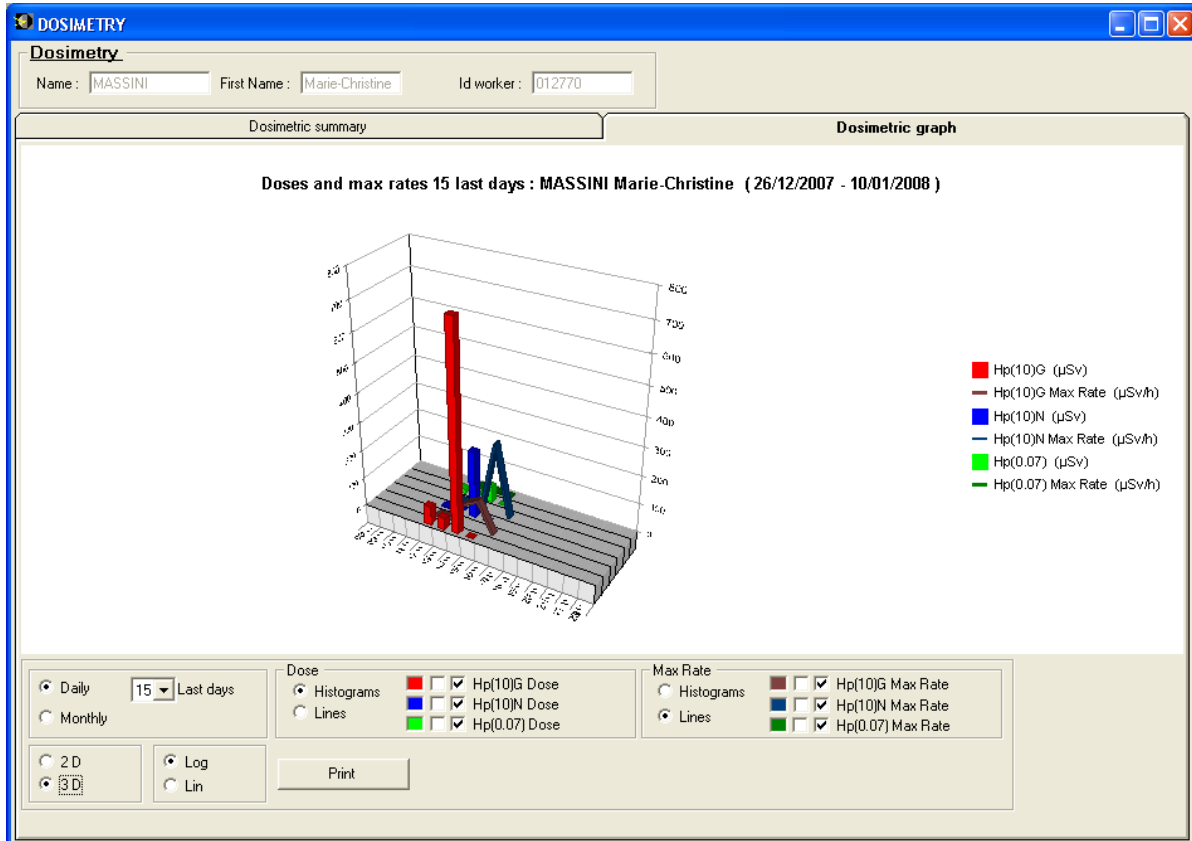 DOSIMETRY
Dosimetry
Name : MASSINI First Name : Marie-Christine Id worker : 012770
Dosimetric summary Dosimetric graph
Doses and max rates 15 last days : MASSINI Marie-Christine ( 26/12/2007 - 10/01/2008 )
800
700
600
500
400
300
200
100
0
Hp(10)G (µSv)
Hp(10)G Max Rate (µSv/h)
Hp(10)N (µSv)
Hp(10)N Max Rate (µSv/h)
Hp(0.07) (µSv)
Hp(0.07) Max Rate (µSv/h)
Daily 15 Last days
Monthly
Dose
Histograms
Lines
Hp(10)G Dose
Hp(10)N Dose
Hp(0.07) Dose
Max Rate
Histograms
Lines
Hp(10)G Max Rate
Hp(10)N Max Rate
Hp(0.07) Max Rate
2 D
3 D
Log
Lin
Print